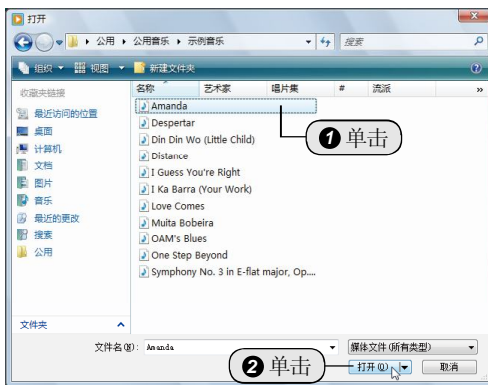 打开
公用 公用音乐 示例音乐 搜索
组织 视图 新建文件夹
收藏夹链接
最近访问的位置
桌面
计算机
文档
图片
音乐
最近的更改
搜索
公用
文件夹
名称 艺术家 唱片集 # 流派
Amanda
Despertar
Din Din Wo (Little Child)
Distance
I Guess You're Right
I Ka Barra (Your Work)
Love Comes
Muita Bobeira
OAM's Blues
One Step Beyond
Symphony No. 3 in E-flat major, Op....
1 单击
文件名(N): Amanda 媒体文件(所有类型)
2 单击
打开(O) 取消